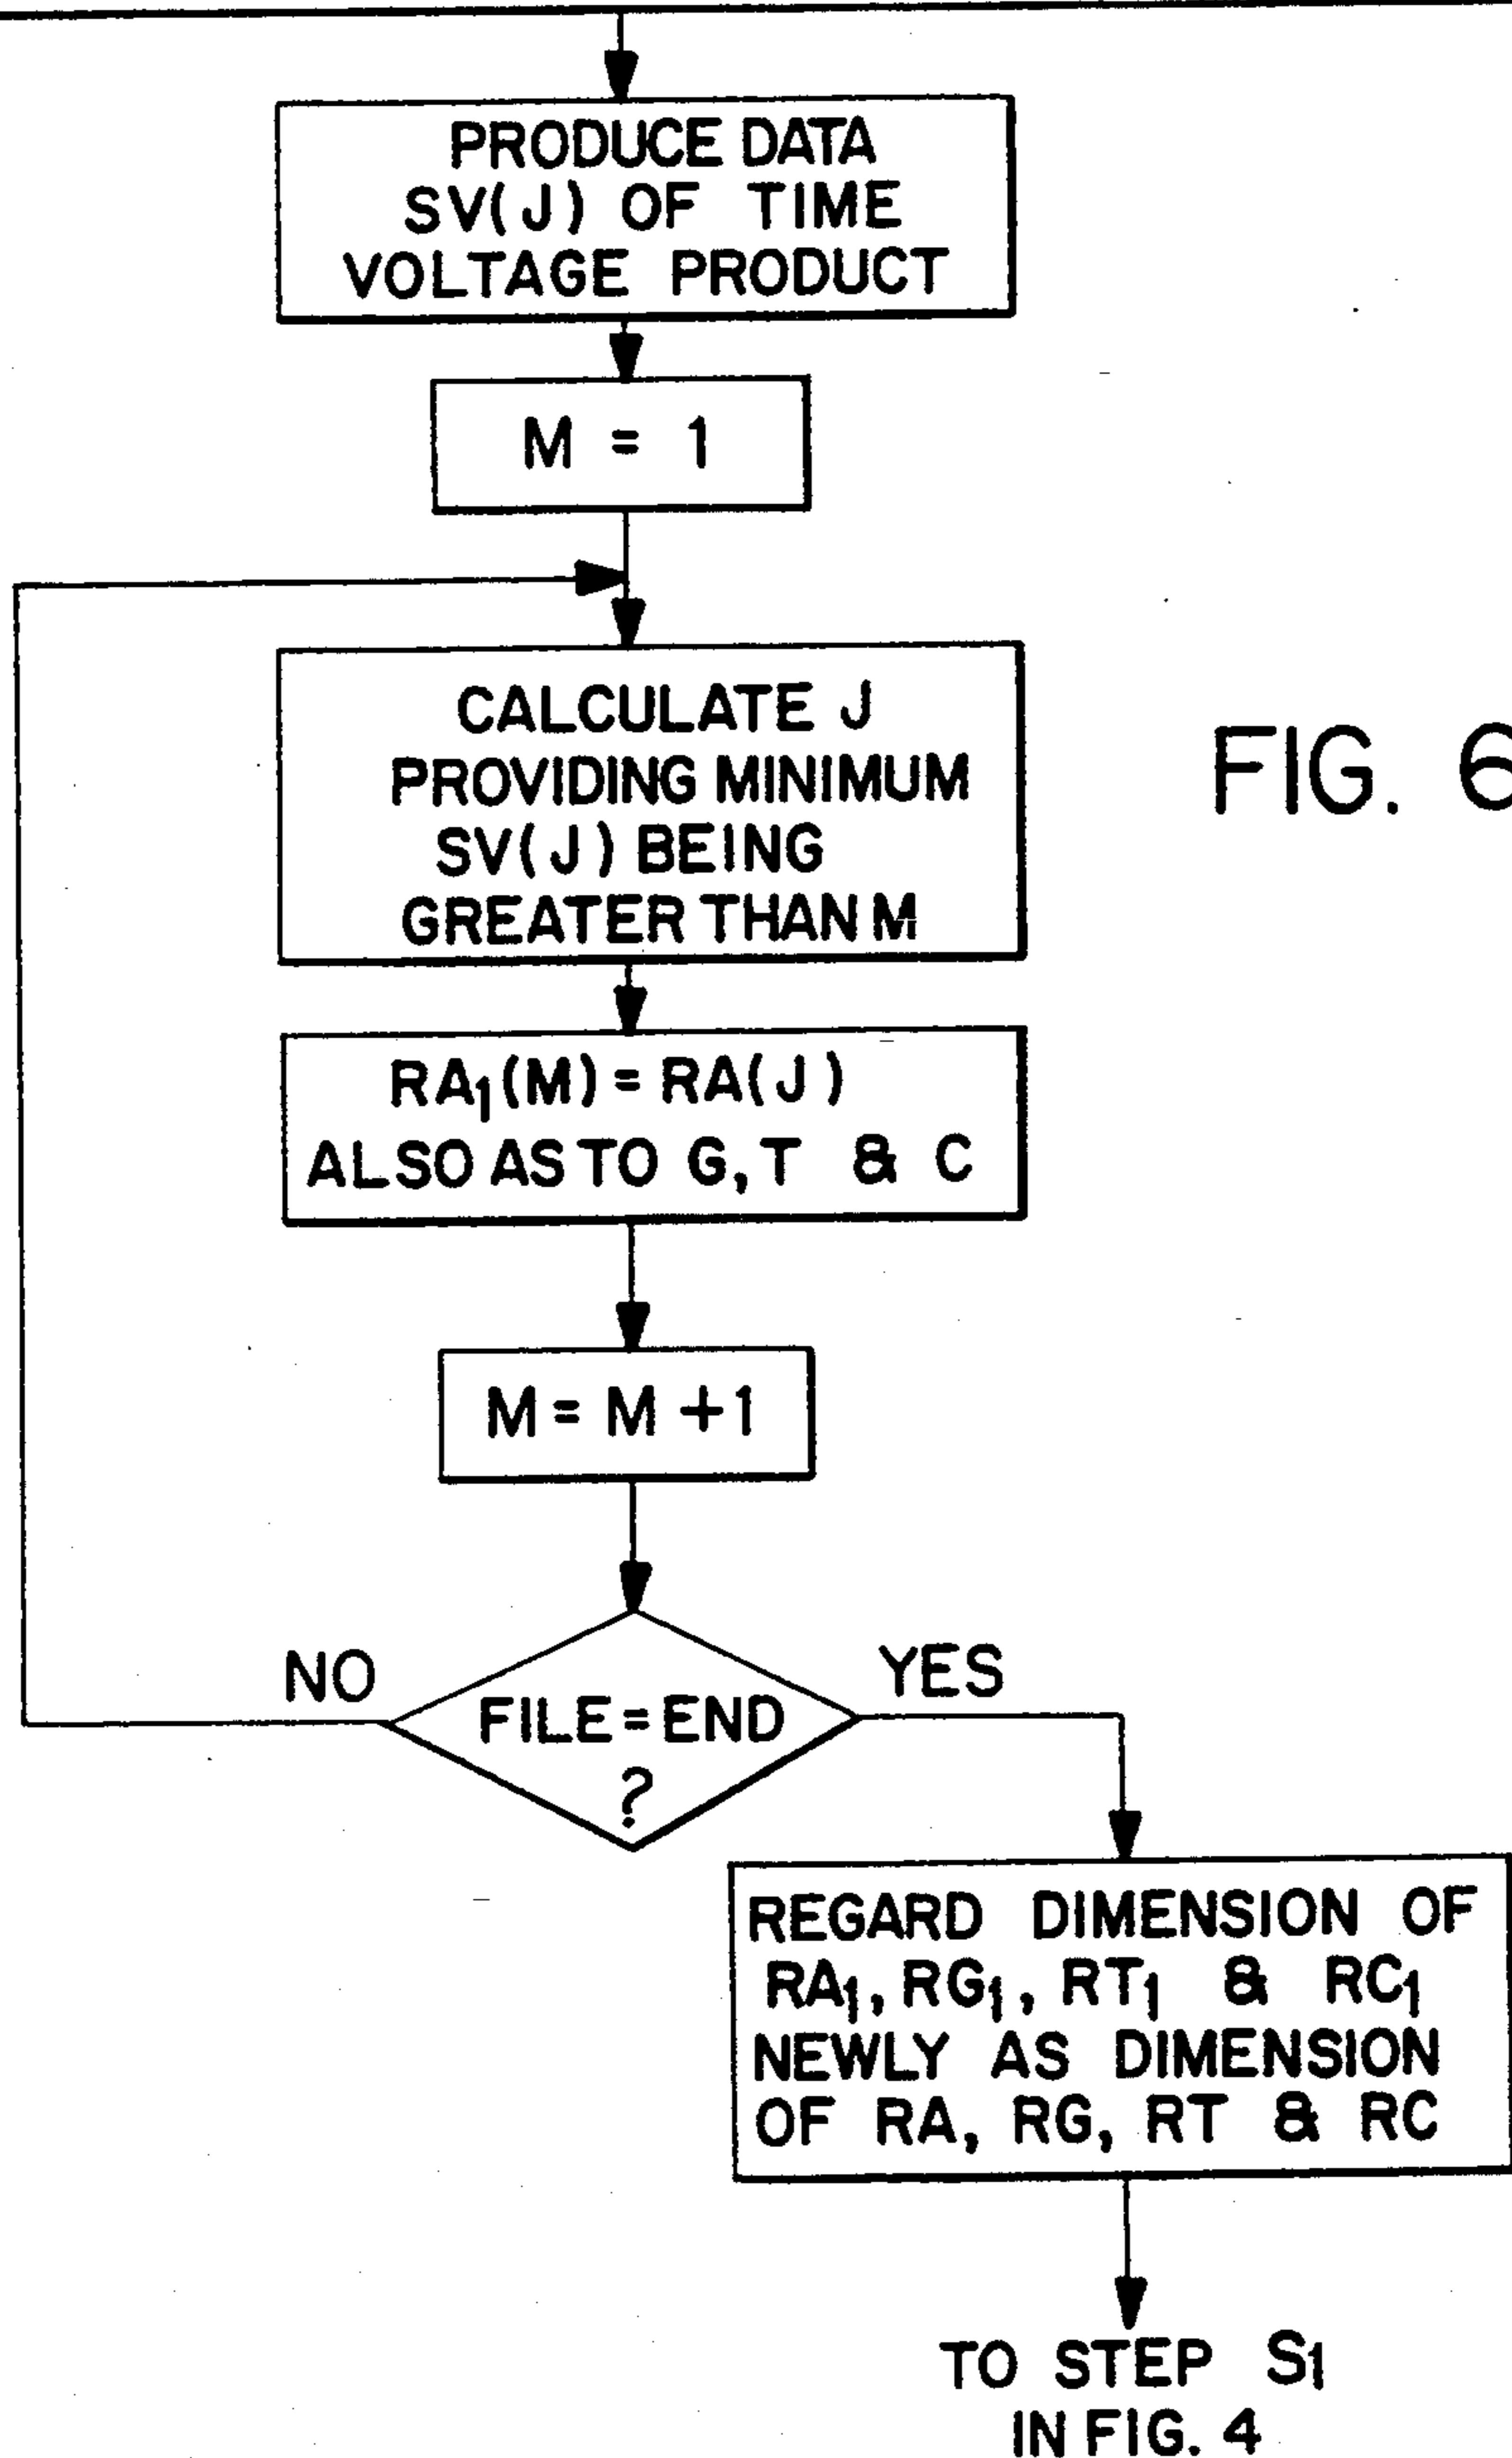 PRODUCE DATA
SV(J) OF TIME
VOLTAGE PRODUCT
M = 1
CALCULATE J
PROVIDING MINIMUM
SV(J) BEING
GREATER THAN M
FIG. 6
RA₁(M) = RA(J)
ALSO AS TO G, T & C
M = M + 1
NO
YES
FILE = END
?
REGARD DIMENSION OF
RA₁, RG₁, RT₁ & RC₁
NEWLY AS DIMENSION
OF RA, RG, RT & RC
TO STEP S₁
IN FIG. 4